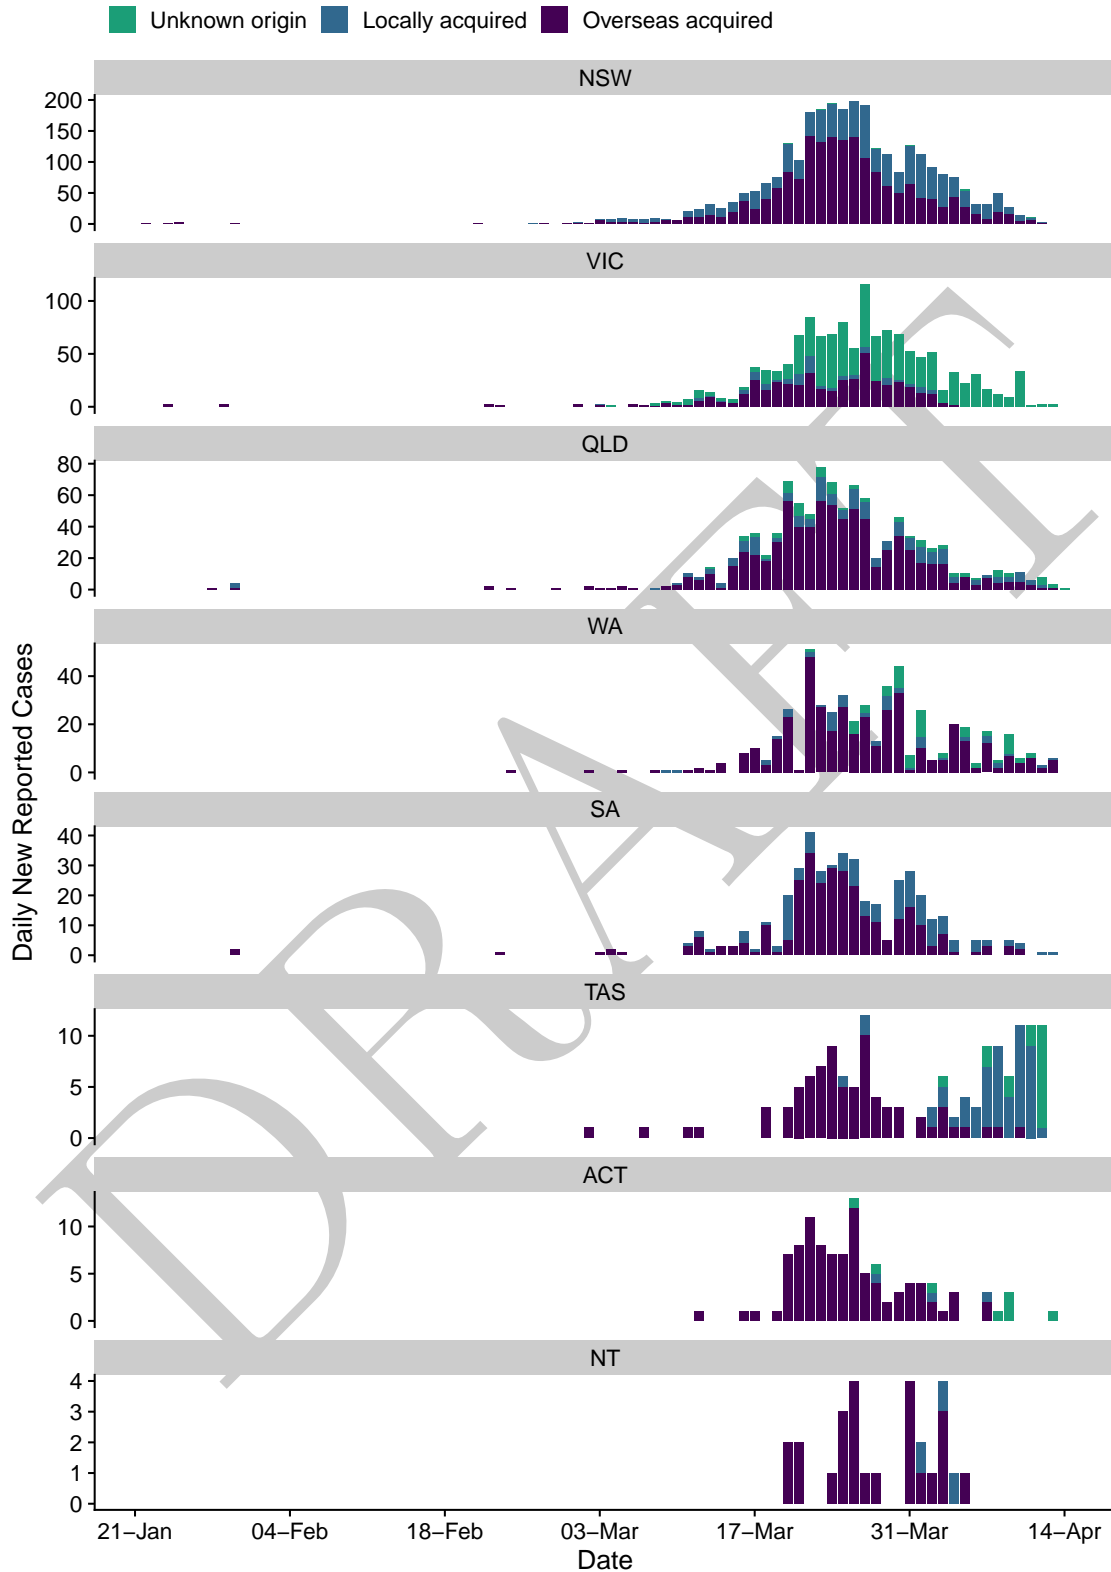 Unknown origin Locally acquired Overseas acquired
NSW
200
150
100
50
0
VIC
100
50
0
QLD
80
60
40
20
0
WA
40
20
0
SA
40
30
20
10
0
TAS
10
5
0
ACT
10
5
0
NT
4
3
2
1
0
21–Jan 04–Feb 18–Feb 03–Mar 17–Mar 31–Mar 14–Apr
Date
Daily New Reported Cases
DRAFT